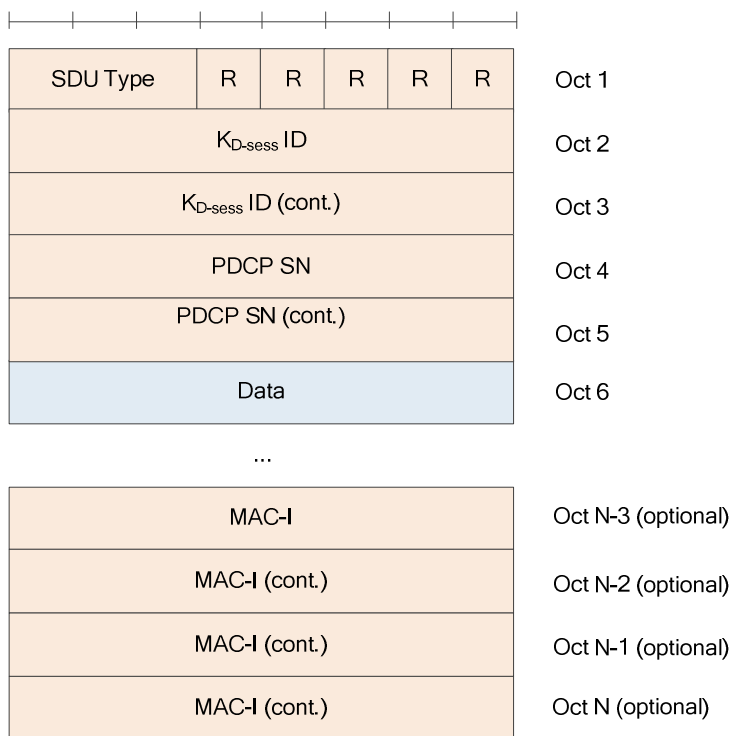 SDU Type R R R R R Oct 1
K_D-sess ID Oct 2
K_D-sess ID (cont.) Oct 3
PDCP SN Oct 4
PDCP SN (cont.) Oct 5
Data Oct 6
...
MAC-I Oct N-3 (optional)
MAC-I (cont.) Oct N-2 (optional)
MAC-I (cont.) Oct N-1 (optional)
MAC-I (cont.) Oct N (optional)